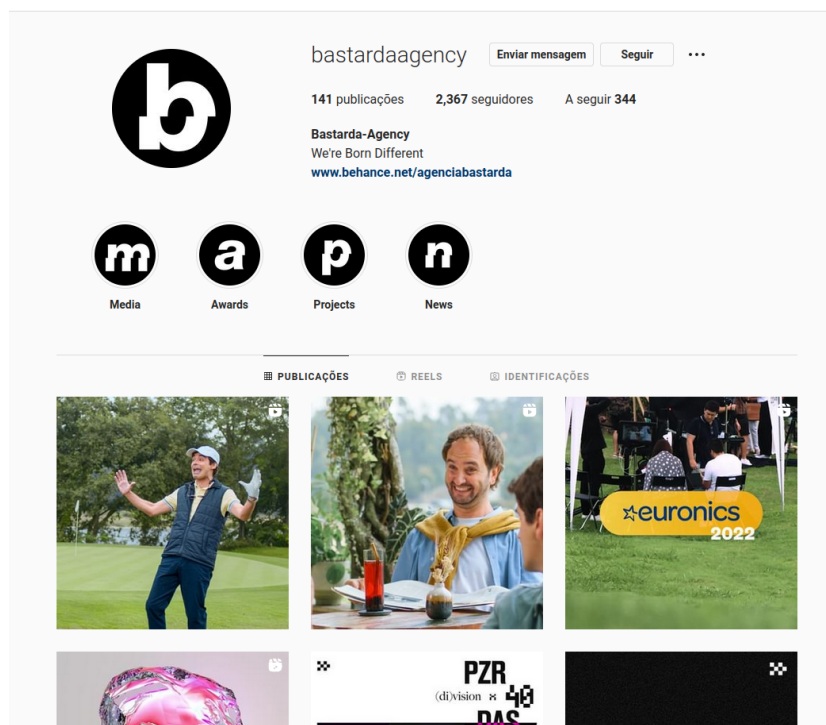 b
bastardaagency Enviar mensagem Seguir
141 publicações 2,367 seguidores A seguir 344
Bastarda-Agency
We're Born Different
www.behance.net/agenciabastarda
m a p n
Media Awards Projects News
PUBLICAÇÕES REELS IDENTIFICAÇÕES
euronics
2022
PZR
(di)vision x 40
DAS